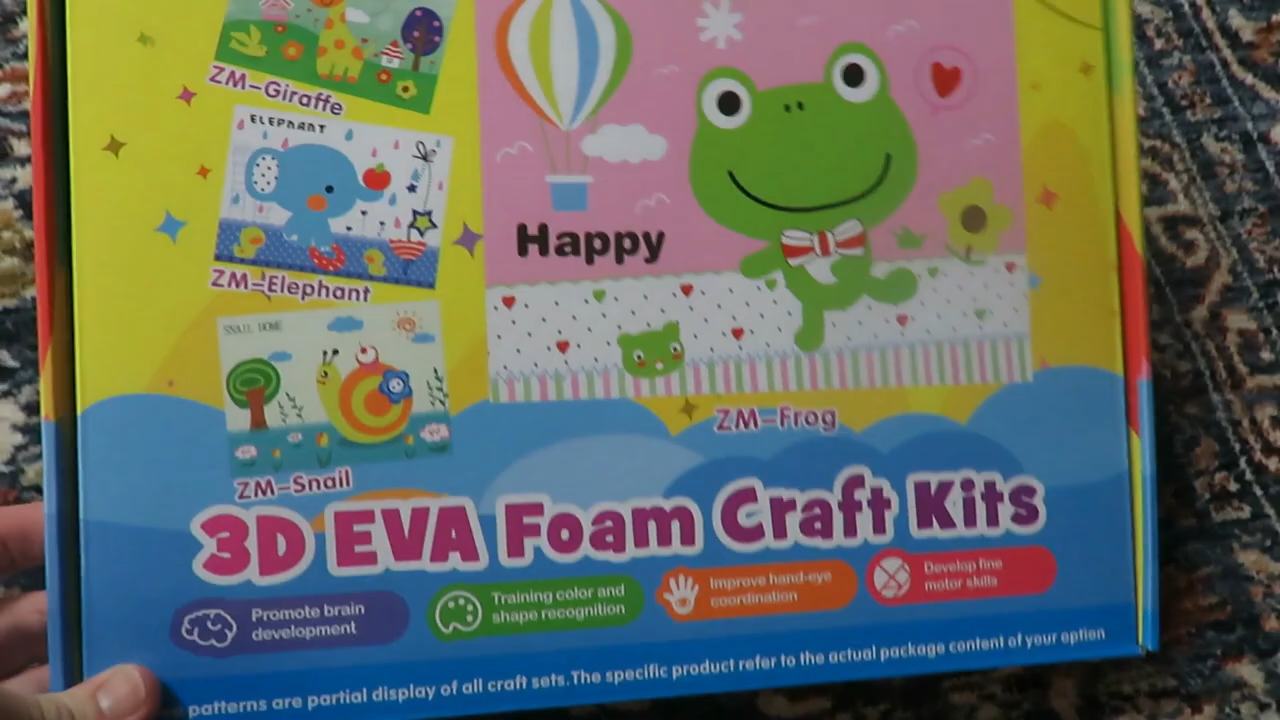 ZM-Giraffe
ELEPHANT
ZM-Elephant
SNAIL HOME
ZM-Snail
Happy
ZM-Frog
3D EVA Foam Craft Kits
Promote brain
development
Training color and
shape recognition
Improve hand-eye
coordination
Develop fine
motor skills
patterns are partial display of all craft sets.The specific product refer to the actual package content of your option